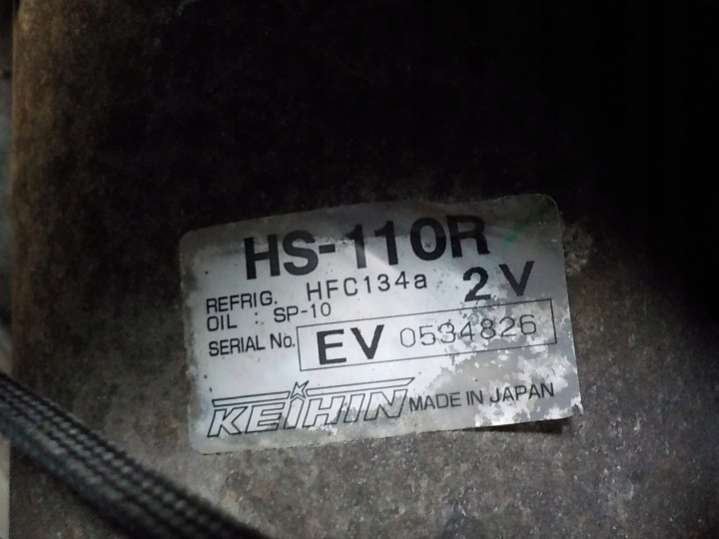 HS-110R
REFRIG. HFC134a 2V
OIL : SP-10
SERIAL No. EV 0534826
KEIHIN MADE IN JAPAN